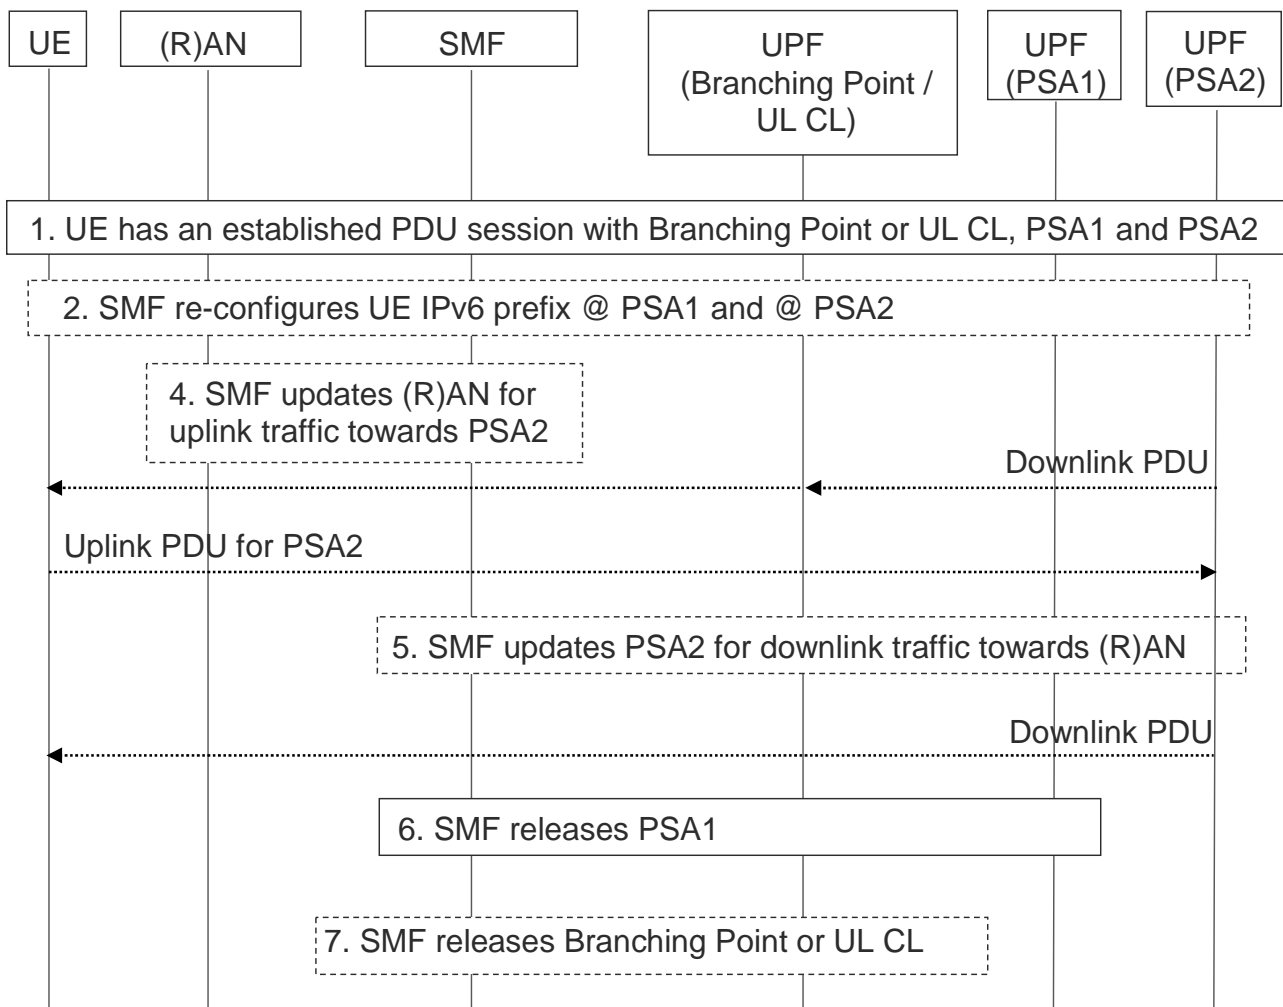 UE
(R)AN
SMF
UPF
(Branching Point /
UL CL)
UPF
(PSA1)
UPF
(PSA2)
1. UE has an established PDU session with Branching Point or UL CL, PSA1 and PSA2
2. SMF re-configures UE IPv6 prefix @ PSA1 and @ PSA2
4. SMF updates (R)AN for
uplink traffic towards PSA2
Downlink PDU
Uplink PDU for PSA2
5. SMF updates PSA2 for downlink traffic towards (R)AN
Downlink PDU
6. SMF releases PSA1
7. SMF releases Branching Point or UL CL